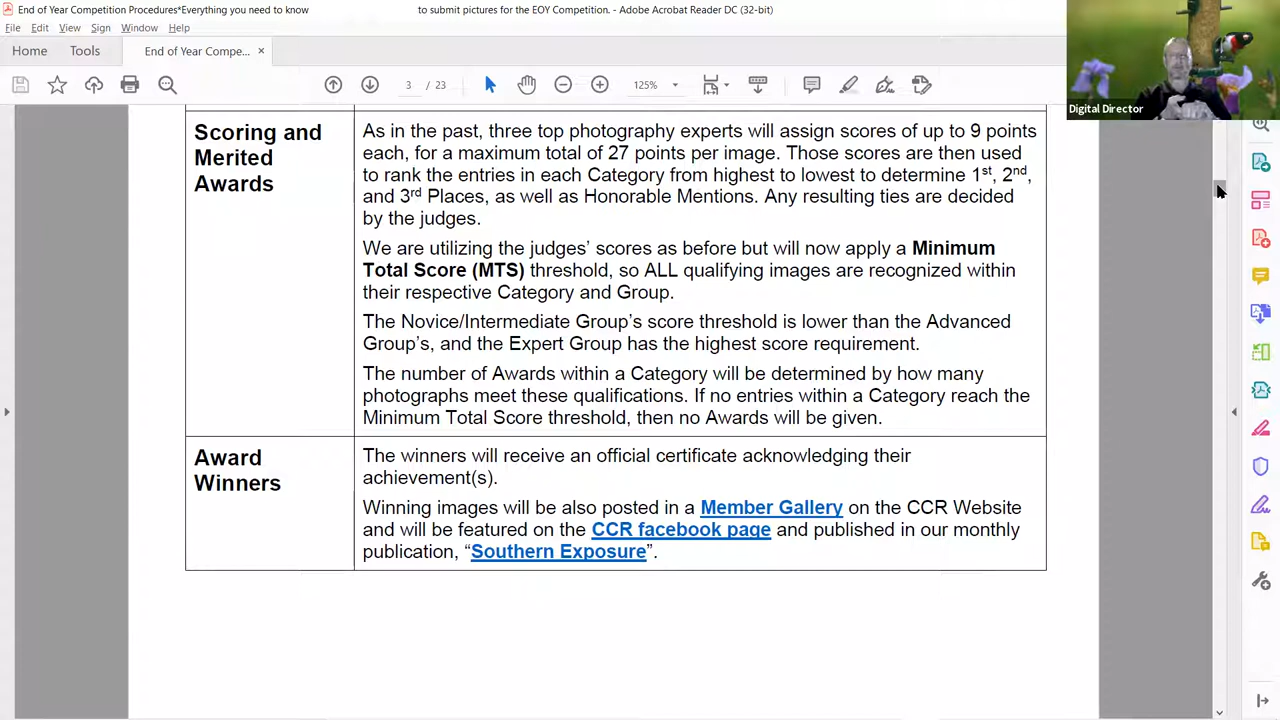 End of Year Competition Procedures*Everything you need to know to submit pictures for the EOY Competition. - Adobe Acrobat Reader DC (32-bit)
File Edit View Sign Window Help
Home Tools End of Year Compe... ×
3 / 23 125%
Digital Director
Scoring and
Merited
Awards
As in the past, three top photography experts will assign scores of up to 9 points
each, for a maximum total of 27 points per image. Those scores are then used
to rank the entries in each Category from highest to lowest to determine 1st, 2nd,
and 3rd Places, as well as Honorable Mentions. Any resulting ties are decided
by the judges.
We are utilizing the judges’ scores as before but will now apply a Minimum
Total Score (MTS) threshold, so ALL qualifying images are recognized within
their respective Category and Group.
The Novice/Intermediate Group’s score threshold is lower than the Advanced
Group’s, and the Expert Group has the highest score requirement.
The number of Awards within a Category will be determined by how many
photographs meet these qualifications. If no entries within a Category reach the
Minimum Total Score threshold, then no Awards will be given.
Award
Winners
The winners will receive an official certificate acknowledging their
achievement(s).
Winning images will be also posted in a Member Gallery on the CCR Website
and will be featured on the CCR facebook page and published in our monthly
publication, “Southern Exposure”.